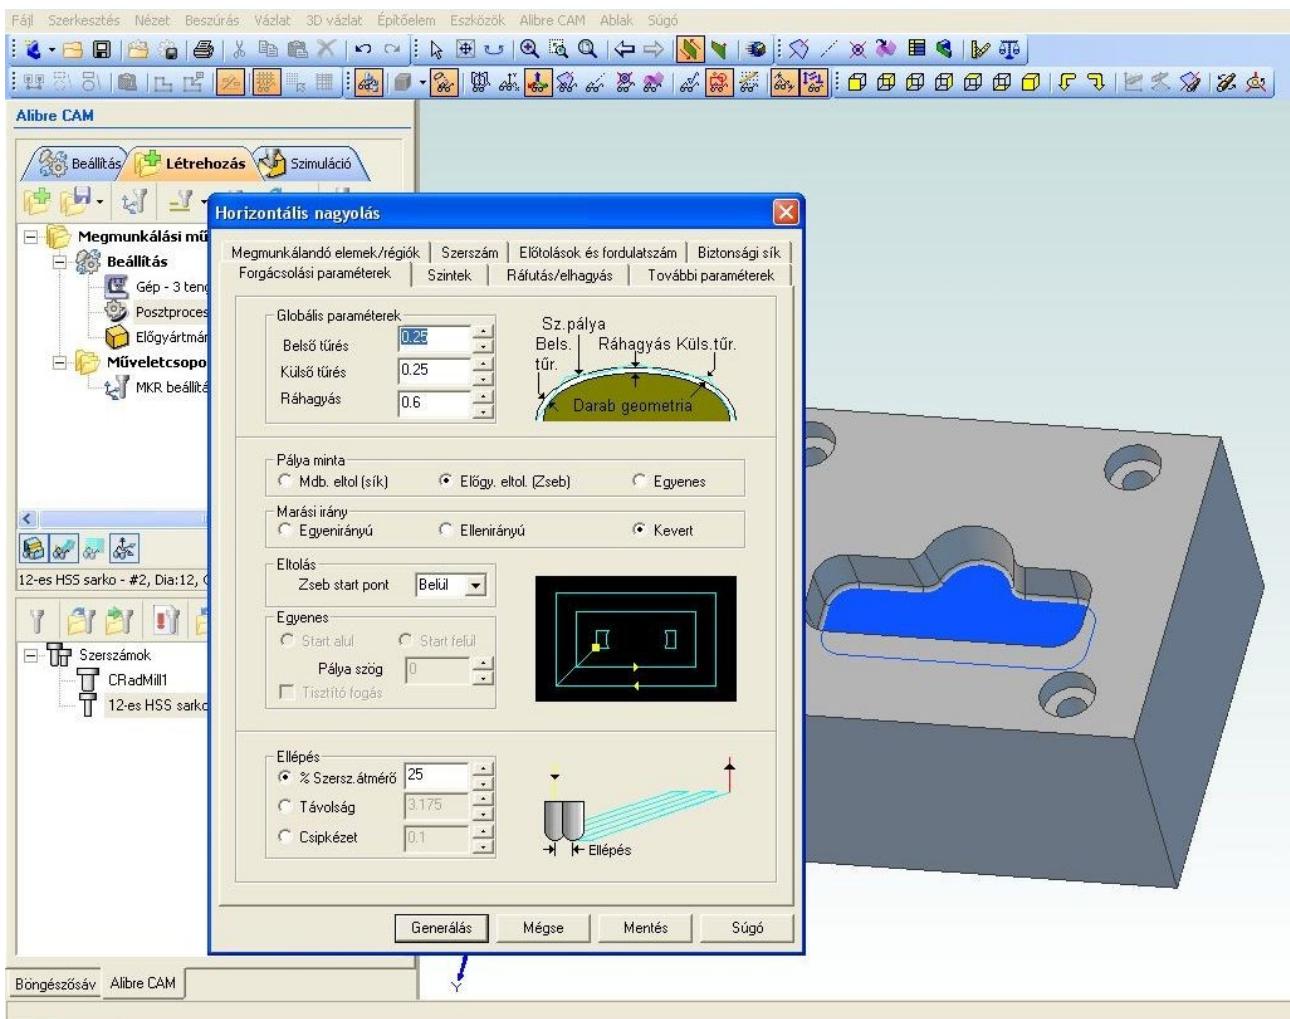 Fájl Szerkesztés Nézet Beszúrás Vázlat 3D vázlat Építőelem Eszközök Alibre CAM Ablak Súgó
Alibre CAM
Beállítás Létrehozás Szimuláció
Megmunkálási mű
Beállítás
Gép - 3 teng
Posztproces
Előgyártmán
Műveletcsopo
MKR beállítá
12-es HSS sarko - #2, Dia:12,
Szerszámok
CRadMill1
12-es HSS sarko
Böngészősáv Alibre CAM
Horizontális nagyolás
Megmunkálandó elemek/régiók Szerszám Előtolások és fordulatszám Biztonsági sík
Forgácsolási paraméterek Szintek Ráfutás/elhagyás További paraméterek
Globális paraméterek
Belső tűrés 0.25
Külső tűrés 0.25
Ráhagyás 0.6
Sz.pálya
Bels. Ráhagyás Küls.tűr.
tűr.
Darab geometria
Pálya minta
Mdb. eltol (sík) Előgy. eltol. (Zseb) Egyenes
Marási irány
Egyenirányú Ellenirányú Kevert
Eltolás
Zseb start pont Belül
Egyenes
Start alul Start felül
Pálya szög 0
Tisztító fogás
Ellépés
% Szersz.átmérő 25
Távolság 3.175
Csipkézet 0.1
Ellépés
Generálás Mégse Mentés Súgó
Y